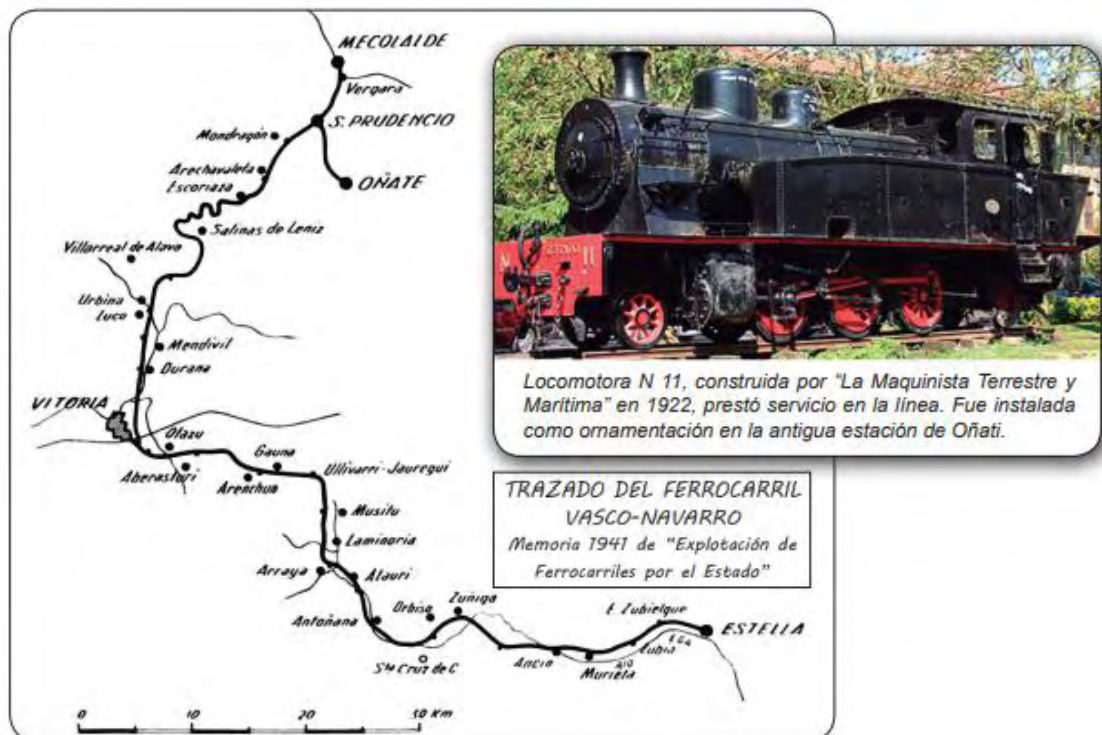 MECOLALDE
Vergara
S. PRUDENCIO
Mondragón
Arechavaleta
Escoriaza
OÑATE
Salinas de Leniz
Villarreal de Alava
Urbina
Luco
Mendivil
Durana
VITORIA
Olazu
Aberasturi
Gauna
Arenchun
Ullivarri-Jauregui
Musitu
Laminoria
Arraya
Atauri
Antoñana
Orbiso
Zuñiga
Sta Cruz de C.
Ancin
Murieta
RIO
EGA
Zubia
E. Zubielqui
ESTELLA
0 10 20 30 Km
N
11
Locomotora N 11, construida por “La Maquinista Terrestre y
Marítima” en 1922, prestó servicio en la línea. Fue instalada
como ornamentación en la antigua estación de Oñati.
TRAZADO DEL FERROCARRIL
VASCO-NAVARRO
Memoria 1941 de "Explotación de
Ferrocarriles por el Estado"